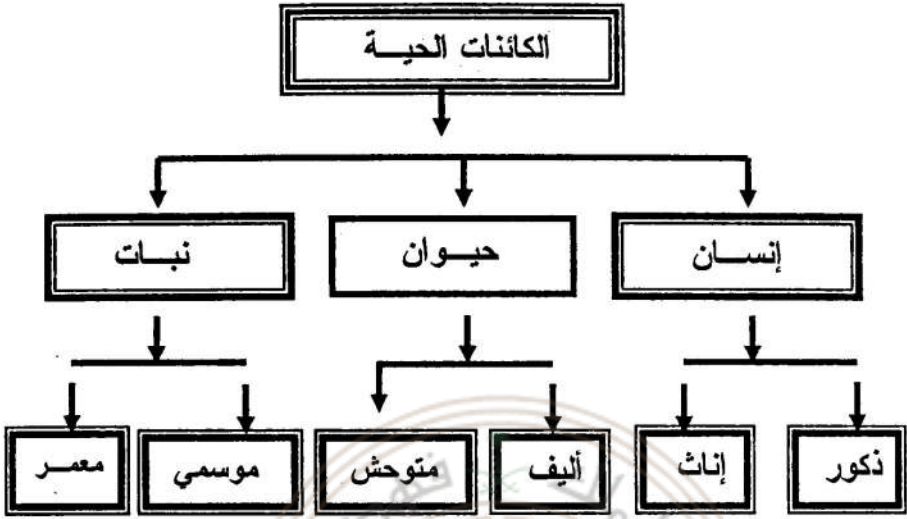 الكائنات الحيـــة
إنســـان
حيـــوان
نبـــات
ذكور
إناث
أليف
متوحش
موسمي
معمـــر